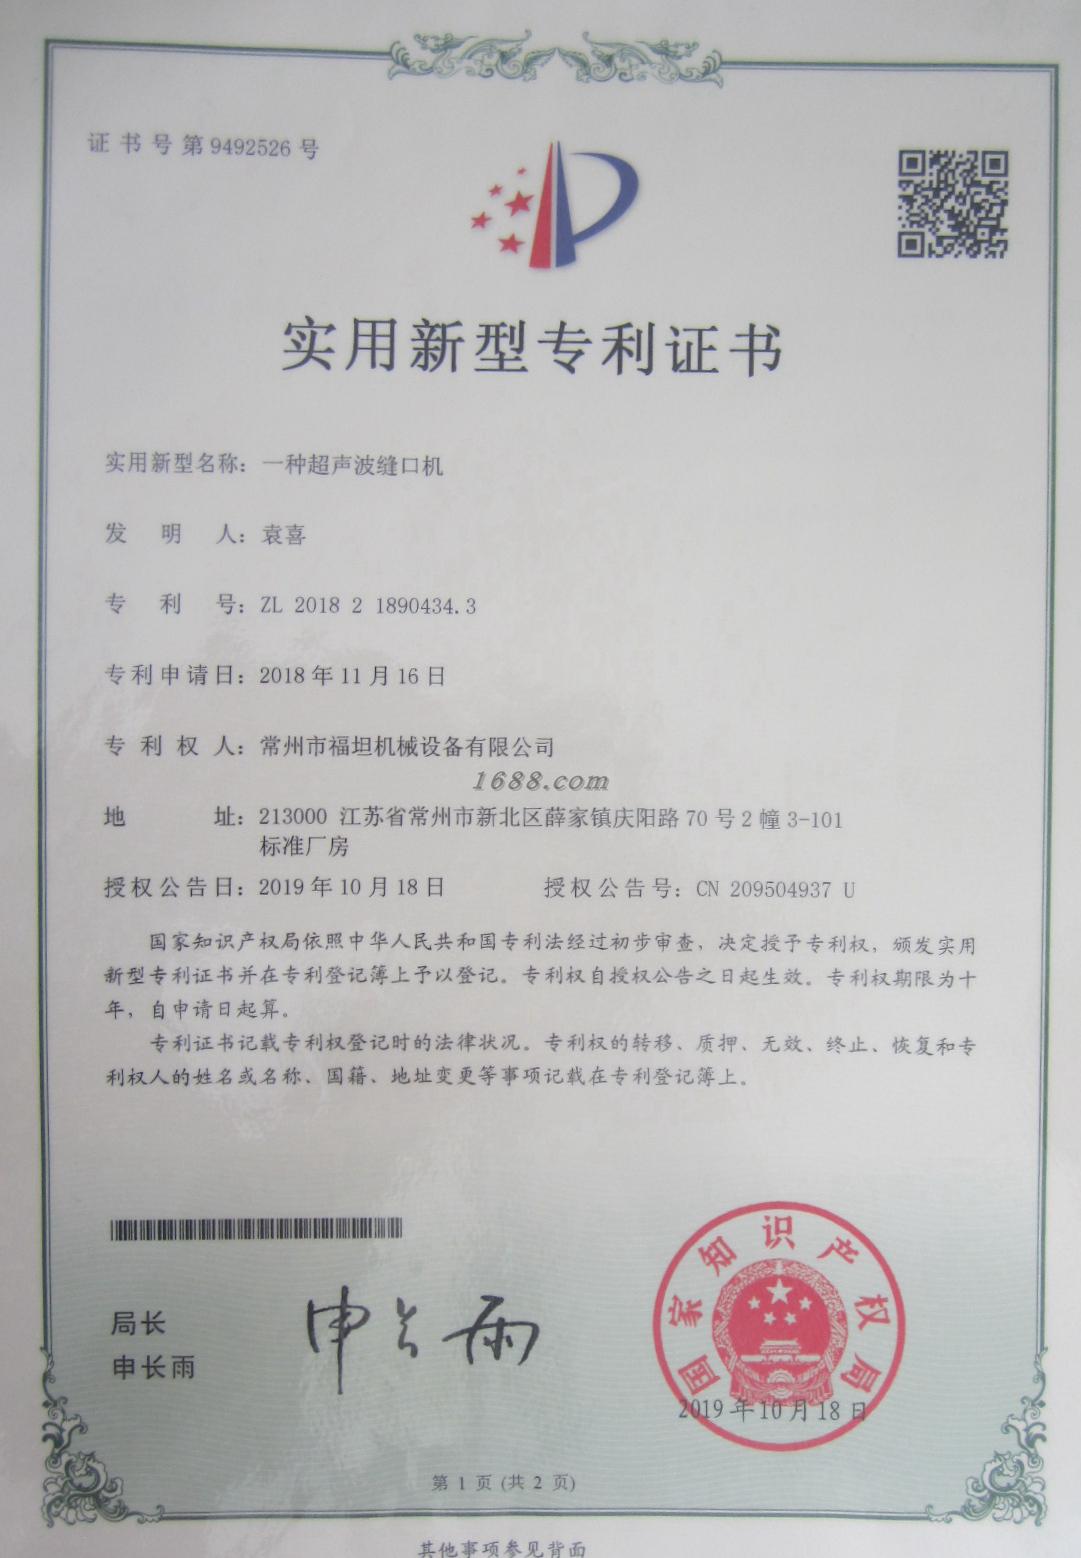 证书号第9492526号
实用新型专利证书
实用新型名称：一种超声波缝口机
发明人：袁喜
专利号：ZL 2018 2 1890434.3
专利申请日：2018年11月16日
专利权人：常州市福坦机械设备有限公司
1688.com
地址：213000 江苏省常州市新北区薛家镇庆阳路70号2幢3-101
标准厂房
授权公告日：2019年10月18日 授权公告号：CN 209504937 U
国家知识产权局依照中华人民共和国专利法经过初步审查，决定授予专利权，颁发实用
新型专利证书并在专利登记簿上予以登记。专利权自授权公告之日起生效。专利权期限为十
年，自申请日起算。
专利证书记载专利权登记时的法律状况。专利权的转移、质押、无效、终止、恢复和专
利权人的姓名或名称、国籍、地址变更等事项记载在专利登记簿上。
局长
申长雨
申长雨
国家知识产权局
2019年10月18日
第 1 页 (共 2 页)
其他事项参见背面